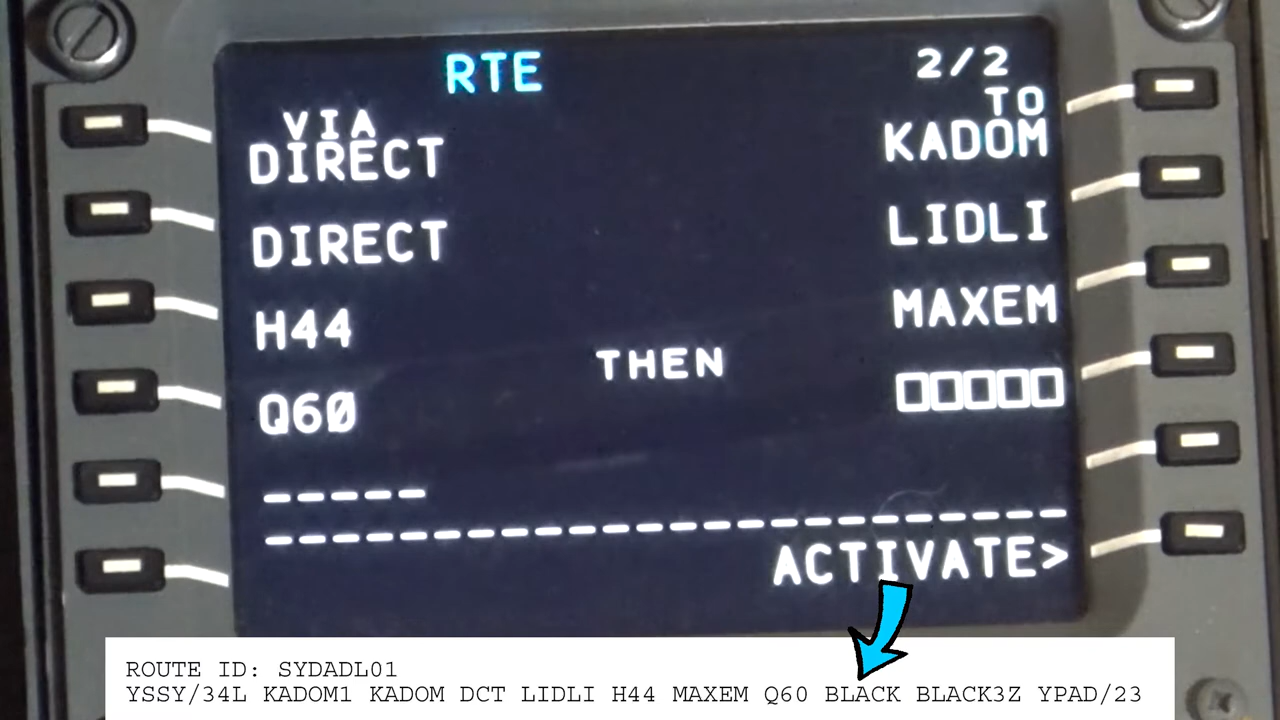 RTE 2/2
VIA TO
DIRECT KADOM
DIRECT LIDLI
H44 MAXEM
THEN
Q60 □□□□□
-----
------------------------
ACTIVATE>
ROUTE ID: SYDADL01
YSSY/34L KADOM1 KADOM DCT LIDLI H44 MAXEM Q60 BLACK BLACK3Z YPAD/23